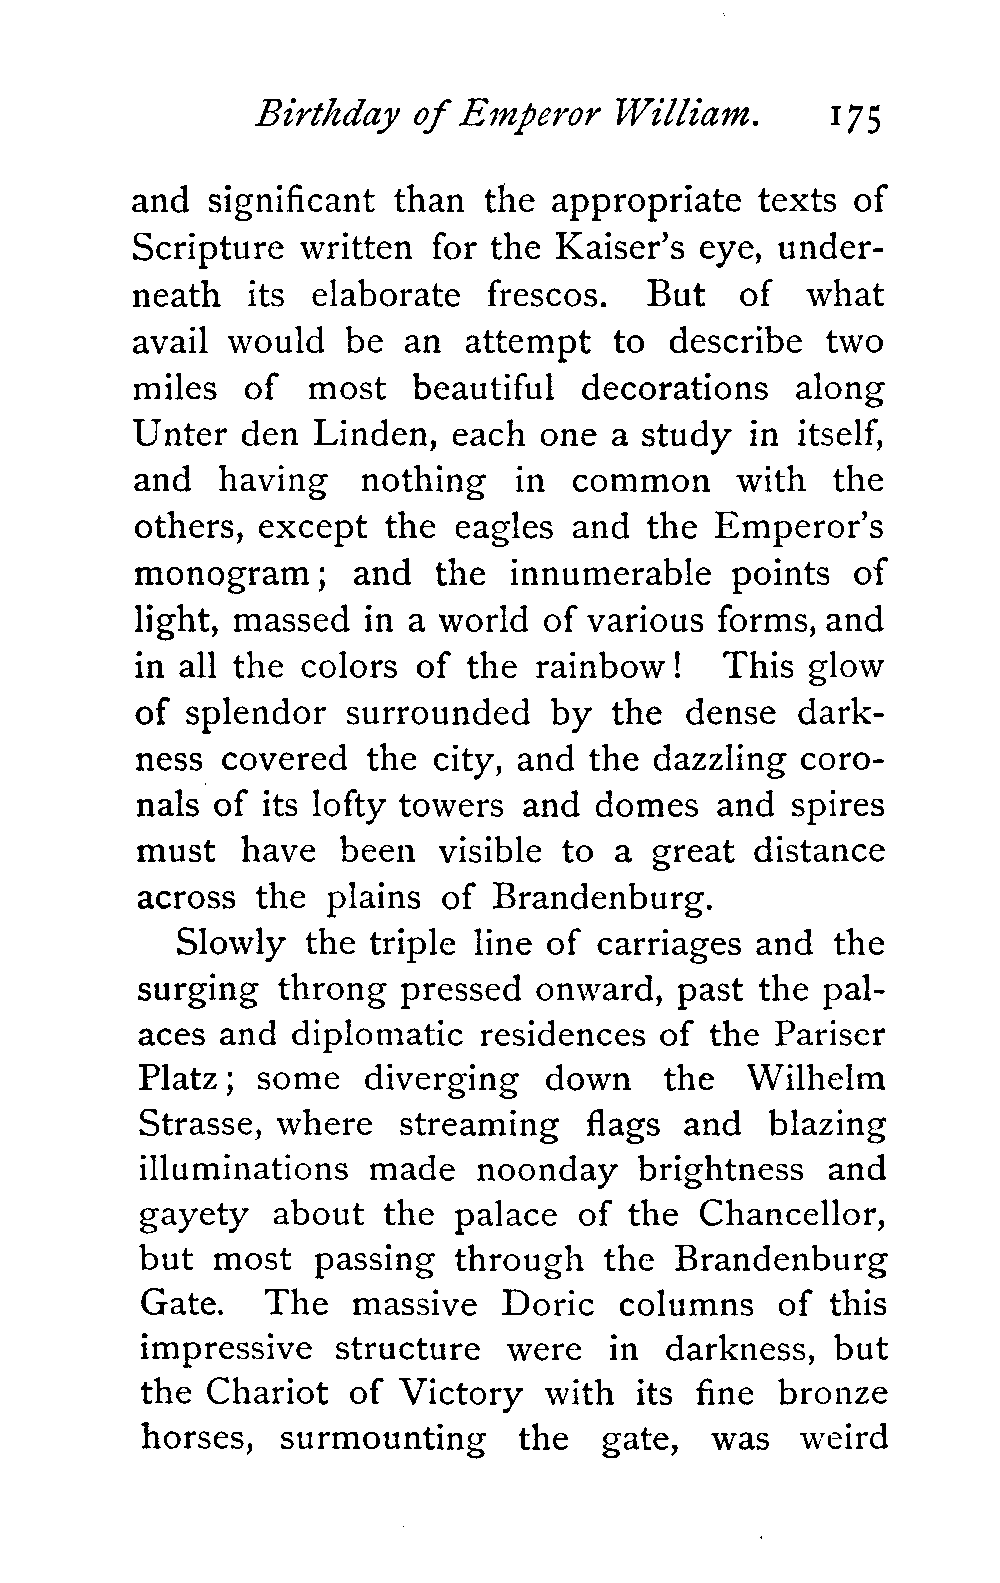 Birthday of Emperor William. 175
and significant than the appropriate texts of
Scripture written for the Kaiser's eye, under-
neath its elaborate frescos. But of what
avail would be an attempt to describe two
miles of most beautiful decorations along
Unter den Linden, each one a study in itself,
and having nothing in common with the
others, except the eagles and the Emperor's
monogram; and the innumerable points of
light, massed in a world of various forms, and
in all the colors of the rainbow! This glow
of splendor surrounded by the dense dark-
ness covered the city, and the dazzling coro-
nals of its lofty towers and domes and spires
must have been visible to a great distance
across the plains of Brandenburg.
Slowly the triple line of carriages and the
surging throng pressed onward, past the pal-
aces and diplomatic residences of the Pariser
Platz; some diverging down the Wilhelm
Strasse, where streaming flags and blazing
illuminations made noonday brightness and
gayety about the palace of the Chancellor,
but most passing through the Brandenburg
Gate. The massive Doric columns of this
impressive structure were in darkness, but
the Chariot of Victory with its fine bronze
horses, surmounting the gate, was weird